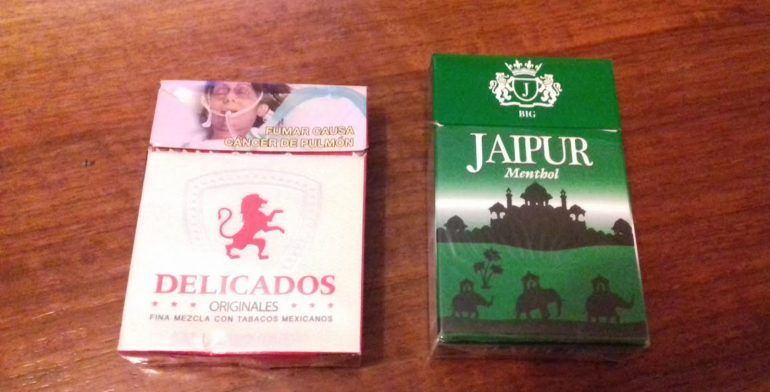 FUMAR CAUSA
CÁNCER DE PULMÓN
DELICADOS
ORIGINALES
FINA MEZCLA CON TABACOS MEXICANOS
J
BIG
JAIPUR
Menthol